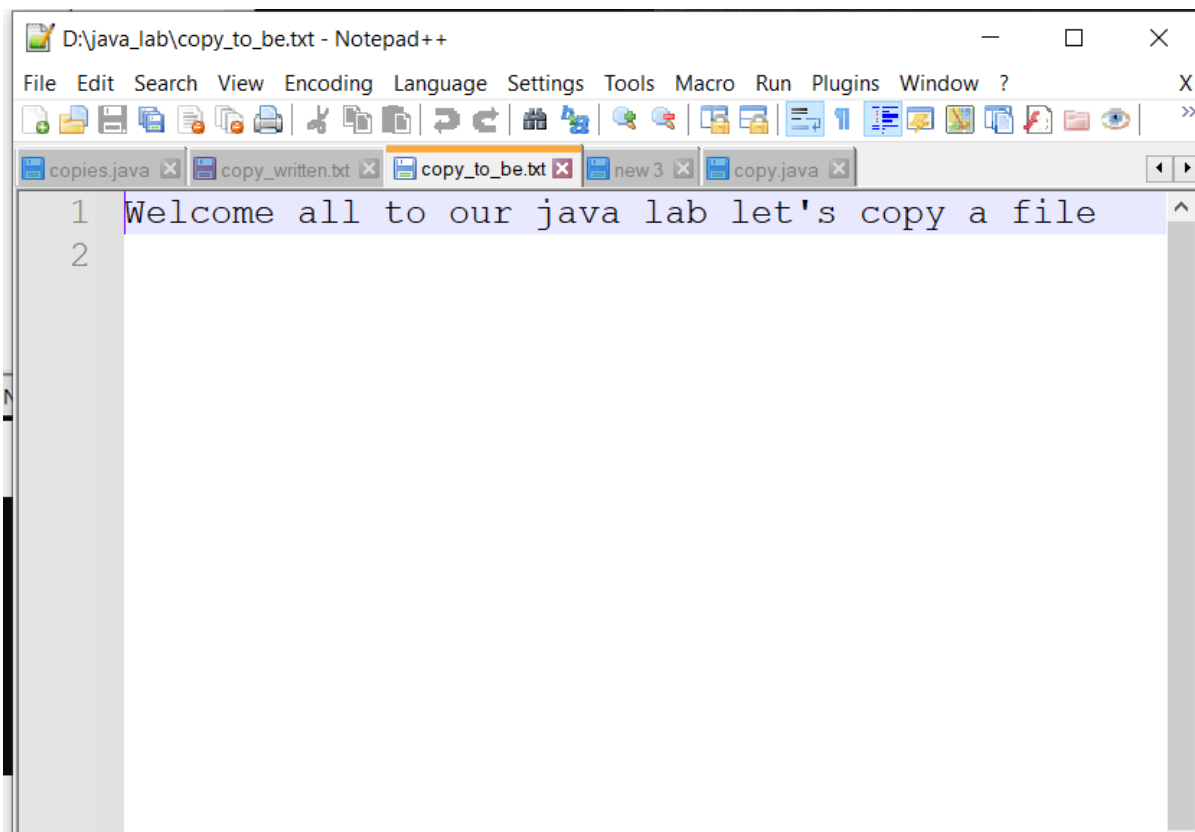 D:\java_lab\copy_to_be.txt - Notepad++
File Edit Search View Encoding Language Settings Tools Macro Run Plugins Window ? X
copies.java copy_written.txt copy_to_be.txt new 3 copy.java
1 Welcome all to our java lab let's copy a file
2
N